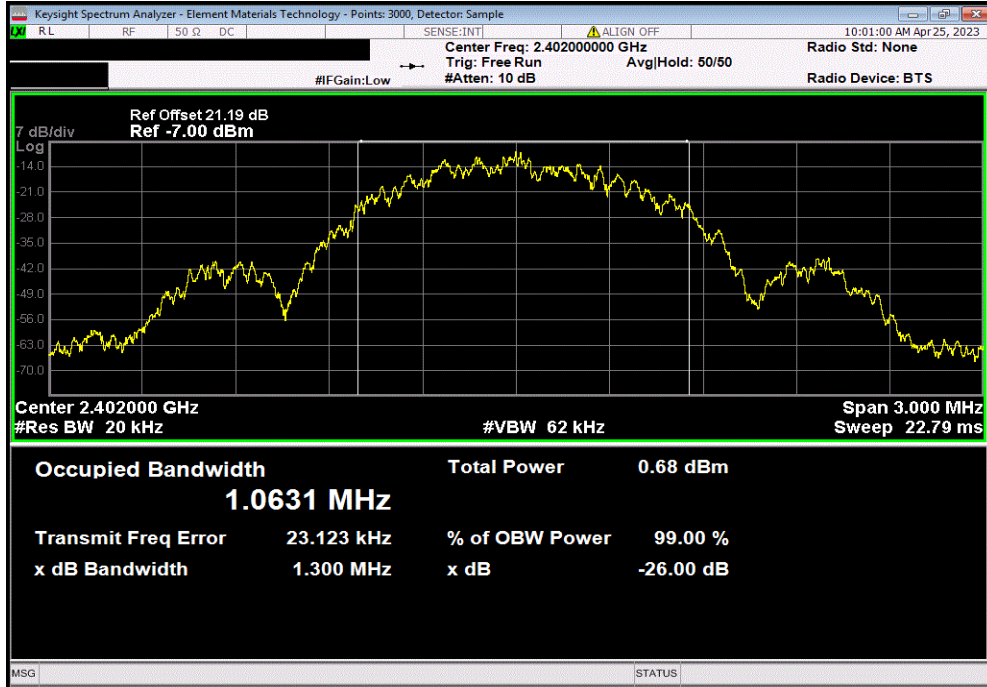 Keysight Spectrum Analyzer - Element Materials Technology - Points: 3000, Detector: Sample
LXI RL RF 50 Ω DC SENSE:INT ALIGN OFF 10:01:00 AM Apr 25, 2023
Center Freq: 2.402000000 GHz Radio Std: None
Trig: Free Run Avg|Hold: 50/50
#IFGain:Low #Atten: 10 dB Radio Device: BTS
Ref Offset 21.19 dB
7 dB/div Ref -7.00 dBm
Log
-14.0
-21.0
-28.0
-35.0
-42.0
-49.0
-56.0
-63.0
-70.0
Center 2.402000 GHz Span 3.000 MHz
#Res BW 20 kHz #VBW 62 kHz Sweep 22.79 ms
Occupied Bandwidth Total Power 0.68 dBm
1.0631 MHz
Transmit Freq Error 23.123 kHz % of OBW Power 99.00 %
x dB Bandwidth 1.300 MHz x dB -26.00 dB
MSG STATUS